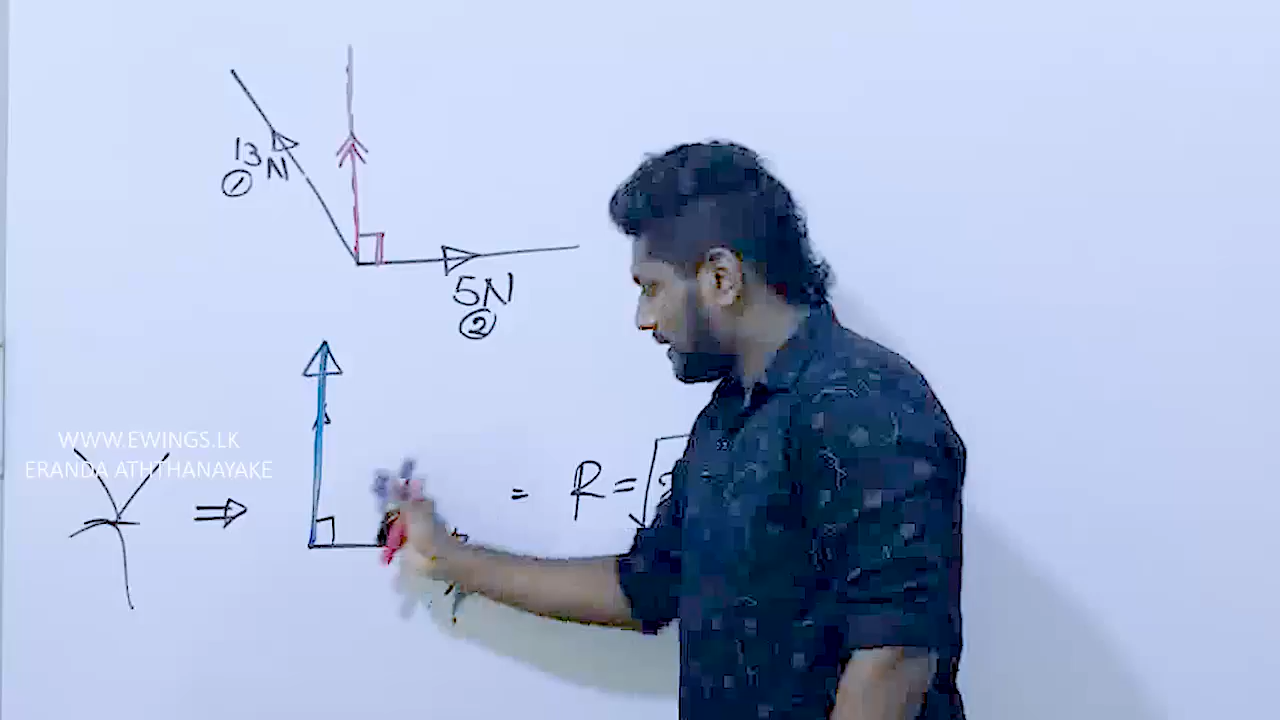 13
N
①
5N
②
WWW.EWINGS.LK
ERANDA ATHTHANAYAKE
⇒
= R = √